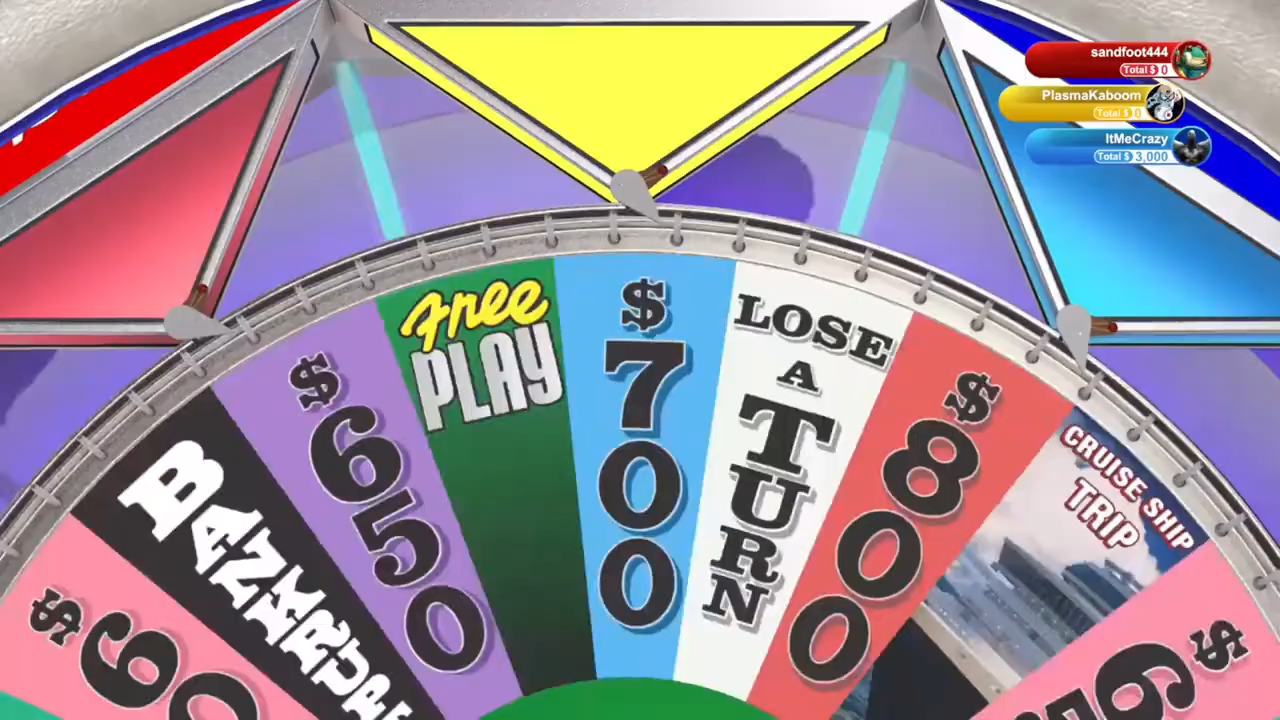 sandfoot444
Total $ 0
PlasmaKaboom
Total $ 0
ItMeCrazy
Total $ 3,000
BANKRUPT
$650
Free
PLAY
$700
LOSE
A
TURN
$800
CRUISE SHIP
TRIP